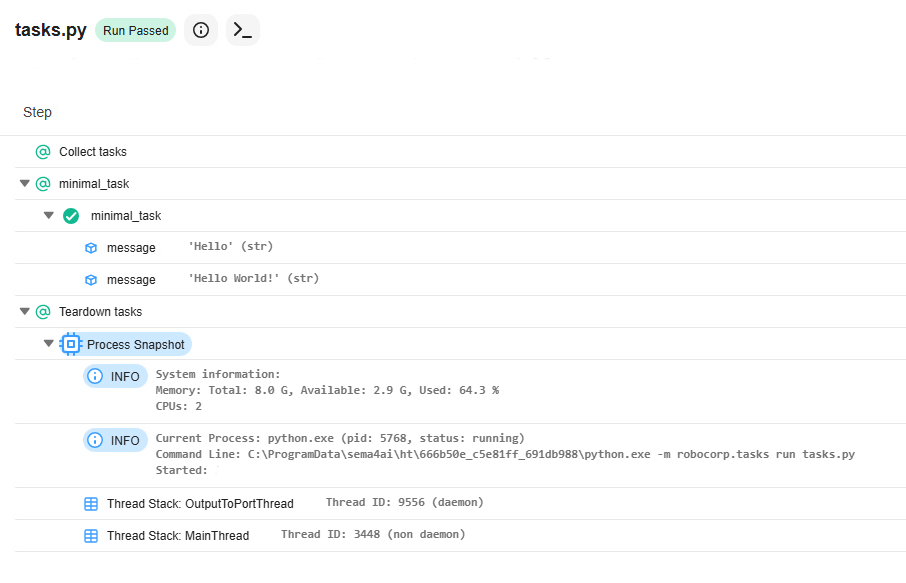 tasks.py Run Passed
Step
Collect tasks
minimal_task
minimal_task
message 'Hello' (str)
message 'Hello World!' (str)
Teardown tasks
Process Snapshot
INFO System information:
Memory: Total: 8.0 G, Available: 2.9 G, Used: 64.3 %
CPUs: 2
INFO Current Process: python.exe (pid: 5768, status: running)
Command Line: C:\ProgramData\sema4ai\ht\666b50e_c5e81ff_691db988\python.exe -m robocorp.tasks run tasks.py
Started:
Thread Stack: OutputToPortThread Thread ID: 9556 (daemon)
Thread Stack: MainThread Thread ID: 3448 (non daemon)